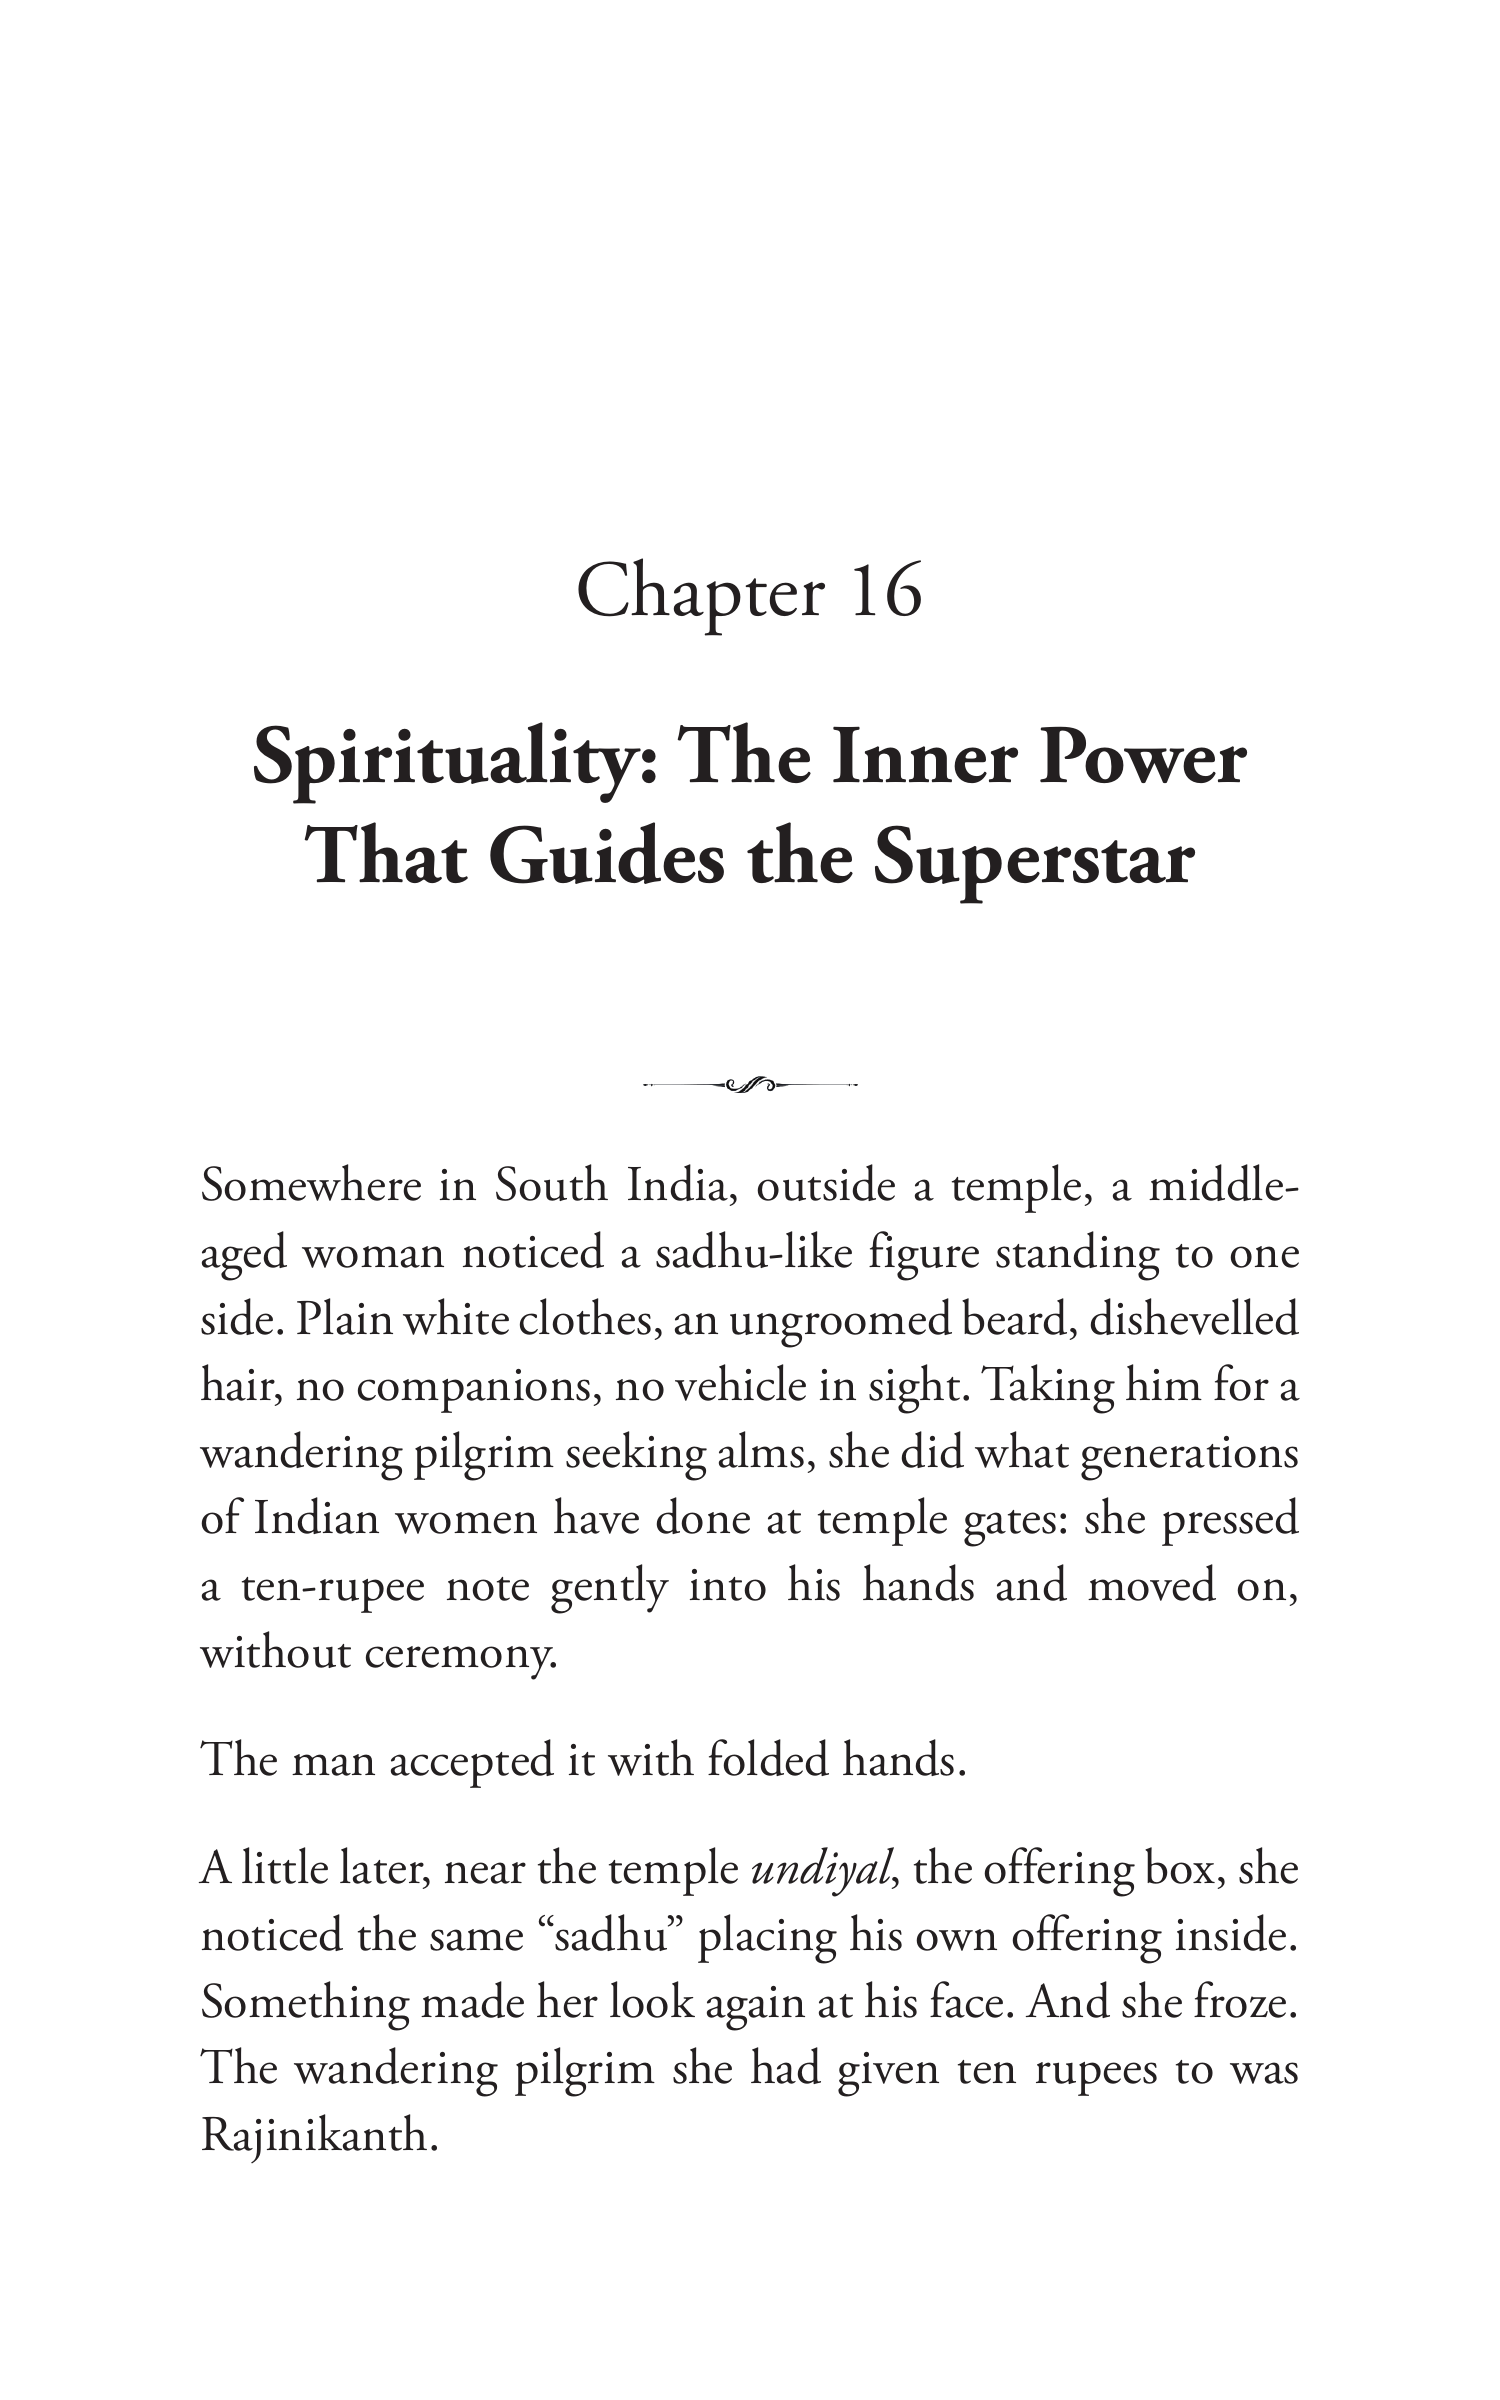 Chapter 16
Spirituality: The Inner Power
That Guides the Superstar
Somewhere in South India, outside a temple, a middle-
aged woman noticed a sadhu-like figure standing to one
side. Plain white clothes, an ungroomed beard, dishevelled
hair, no companions, no vehicle in sight. Taking him for a
wandering pilgrim seeking alms, she did what generations
of Indian women have done at temple gates: she pressed
a ten-rupee note gently into his hands and moved on,
without ceremony.
The man accepted it with folded hands.
A little later, near the temple undiyal, the offering box, she
noticed the same “sadhu” placing his own offering inside.
Something made her look again at his face. And she froze.
The wandering pilgrim she had given ten rupees to was
Rajinikanth.